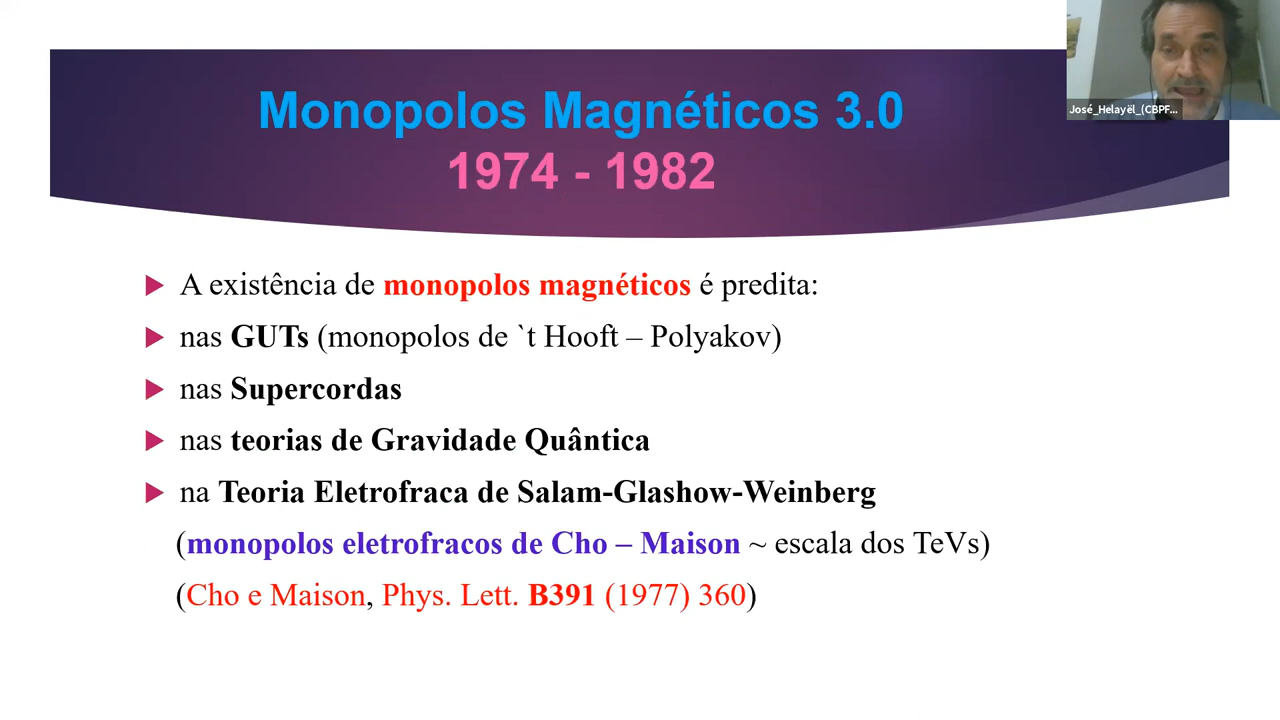 Monopolos Magnéticos 3.0
1974 - 1982
José_Helayël_(CBPF...
A existência de monopolos magnéticos é predita:
nas GUTs (monopolos de `t Hooft – Polyakov)
nas Supercordas
nas teorias de Gravidade Quântica
na Teoria Eletrofraca de Salam-Glashow-Weinberg
(monopolos eletrofracos de Cho – Maison ~ escala dos TeVs)
(Cho e Maison, Phys. Lett. B391 (1977) 360)